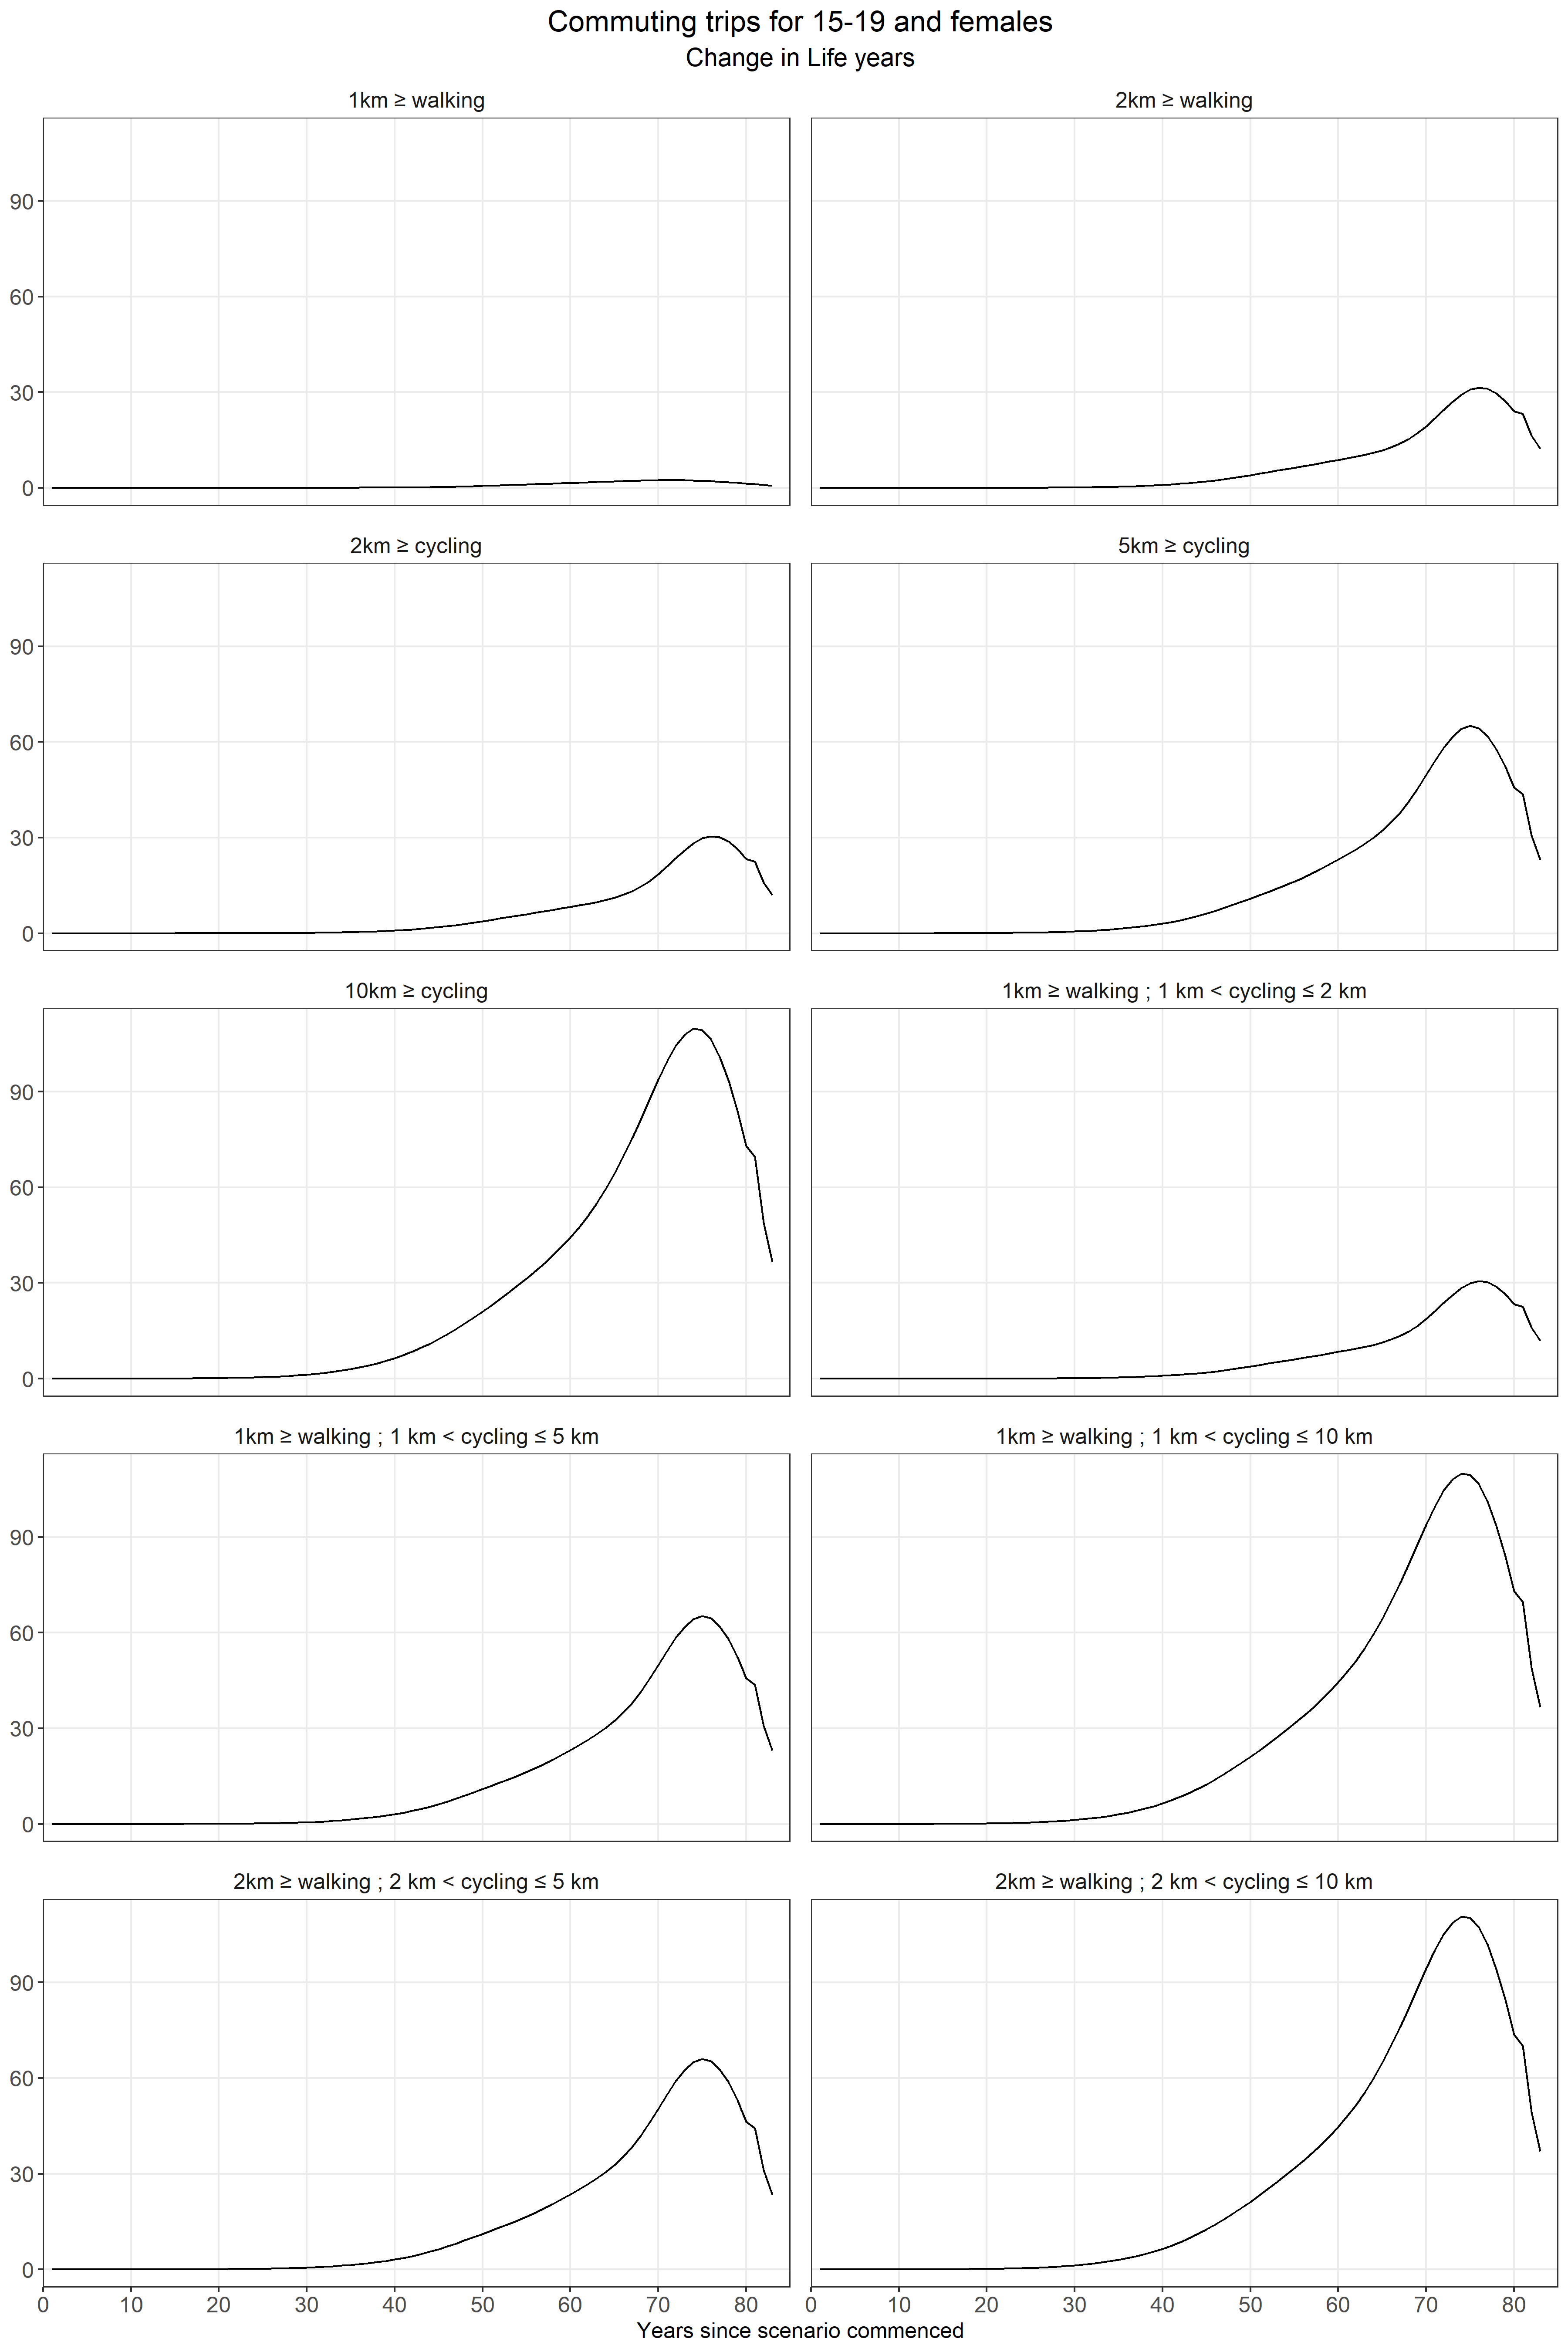 Commuting trips for 15-19 and females
Change in Life years
1km ≥ walking
2km ≥ walking
90
60
30
0
2km ≥ cycling
5km ≥ cycling
90
60
30
0
10km ≥ cycling
1km ≥ walking ; 1 km < cycling ≤ 2 km
90
60
30
0
1km ≥ walking ; 1 km < cycling ≤ 5 km
1km ≥ walking ; 1 km < cycling ≤ 10 km
90
60
30
0
2km ≥ walking ; 2 km < cycling ≤ 5 km
2km ≥ walking ; 2 km < cycling ≤ 10 km
90
60
30
0
0 10 20 30 40 50 60 70 80
0 10 20 30 40 50 60 70 80
Years since scenario commenced